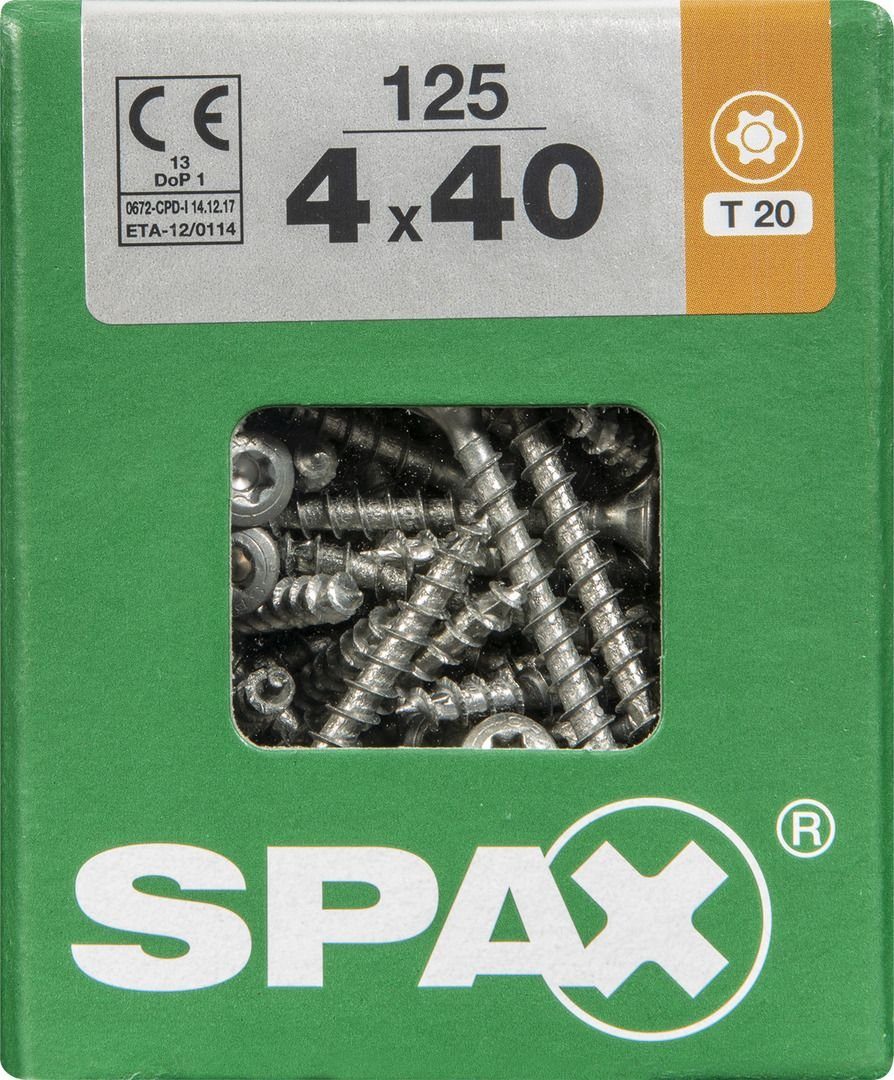 CE
13
DoP 1
0672-CPD-I 14.12.17
ETA-12/0114
125
4 x 40
T 20
SPAX®